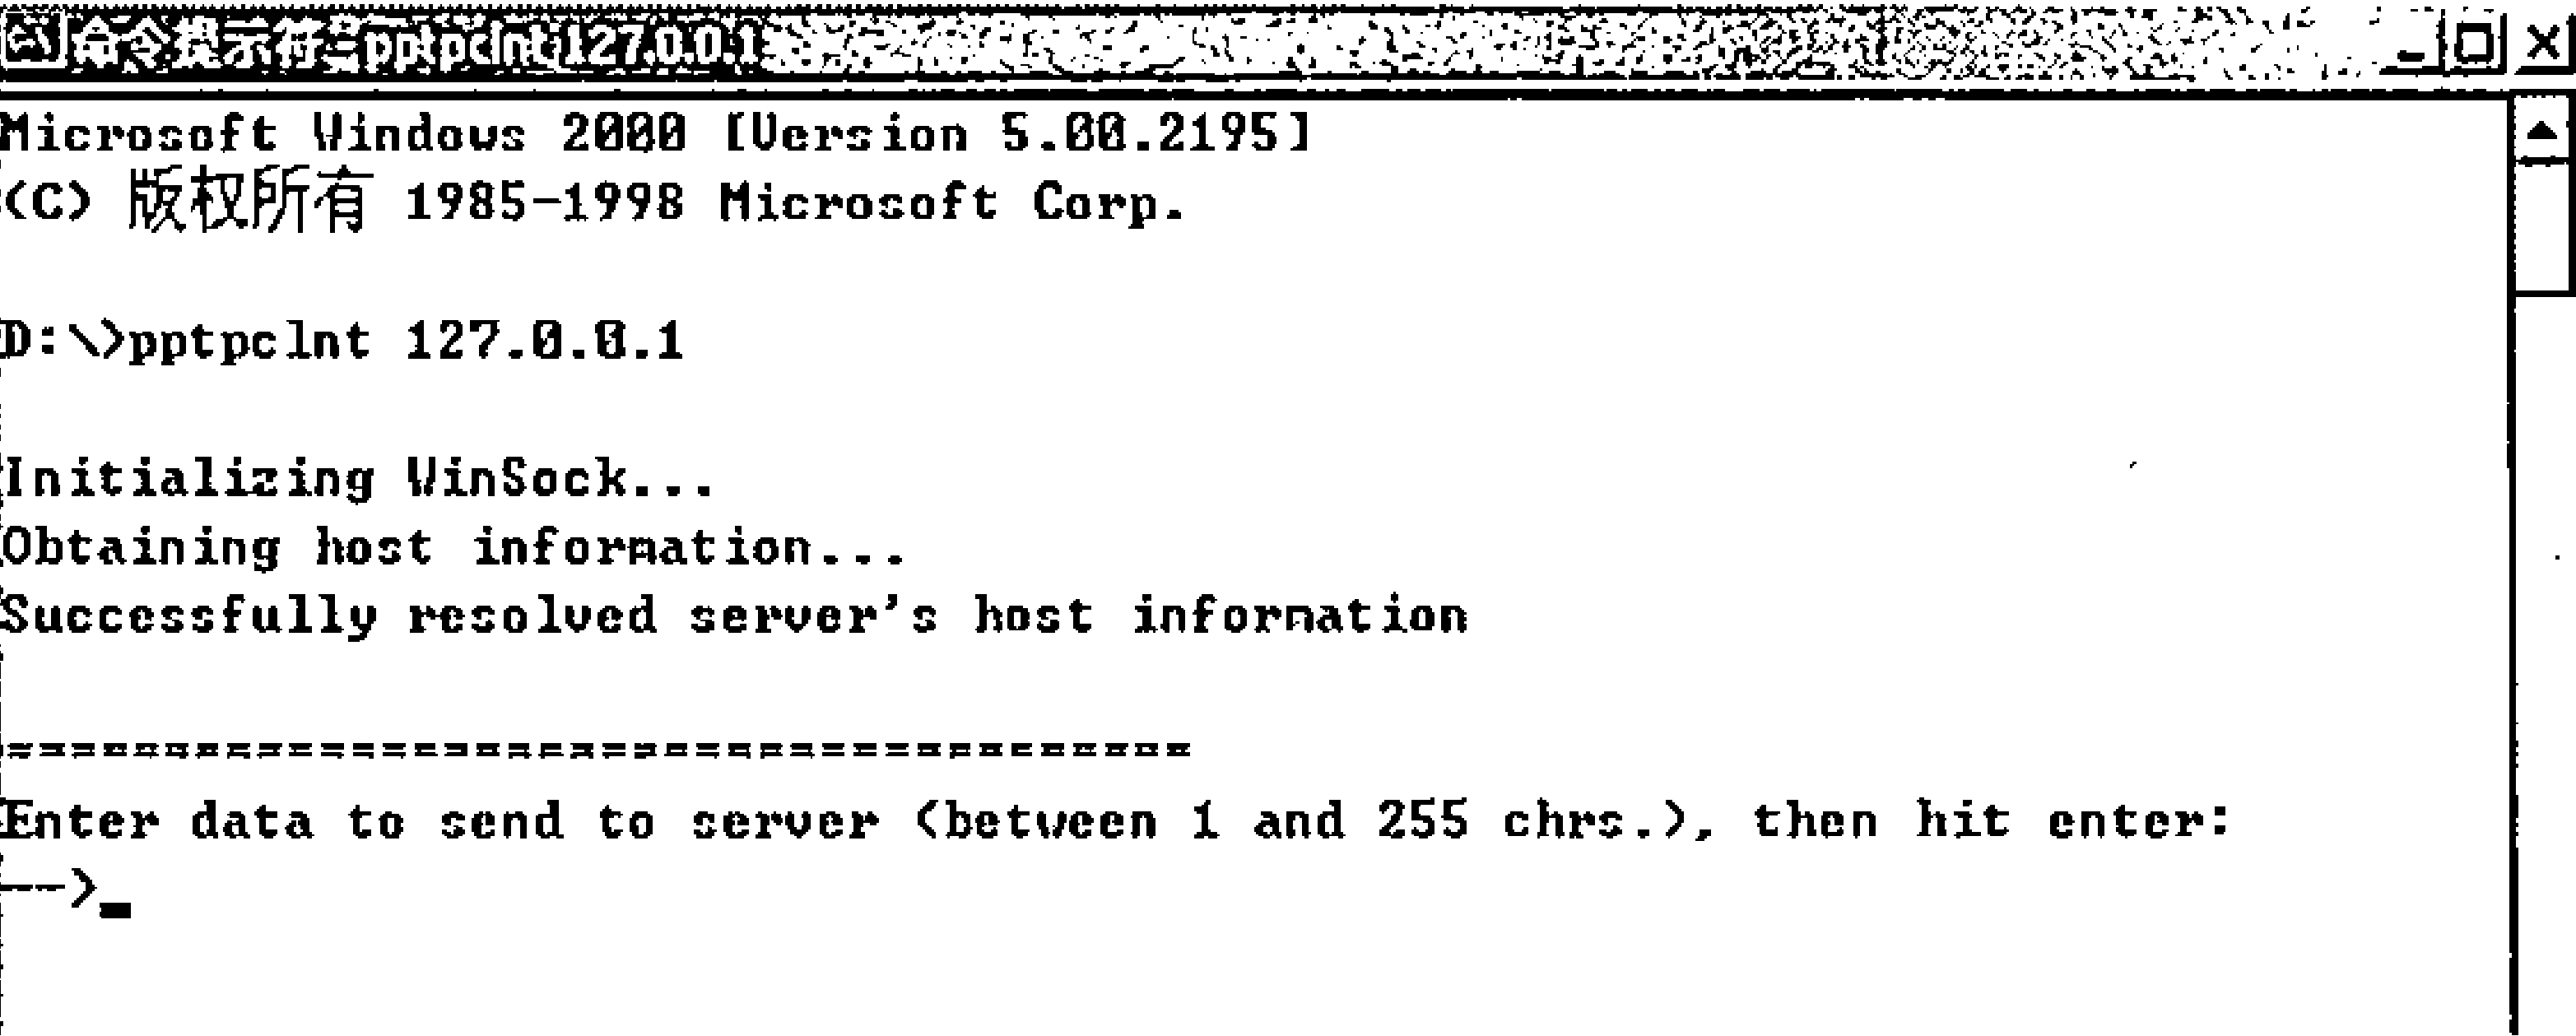 命令提示符 - pptpclnt 127.0.0.1
Microsoft Windows 2000 [Version 5.00.2195]
(C) 版权所有 1985-1998 Microsoft Corp.
D:\>pptpclnt 127.0.0.1
Initializing WinSock...
Obtaining host information...
Successfully resolved server's host information
======================================
Enter data to send to server (between 1 and 255 chrs.), then hit enter:
-->_